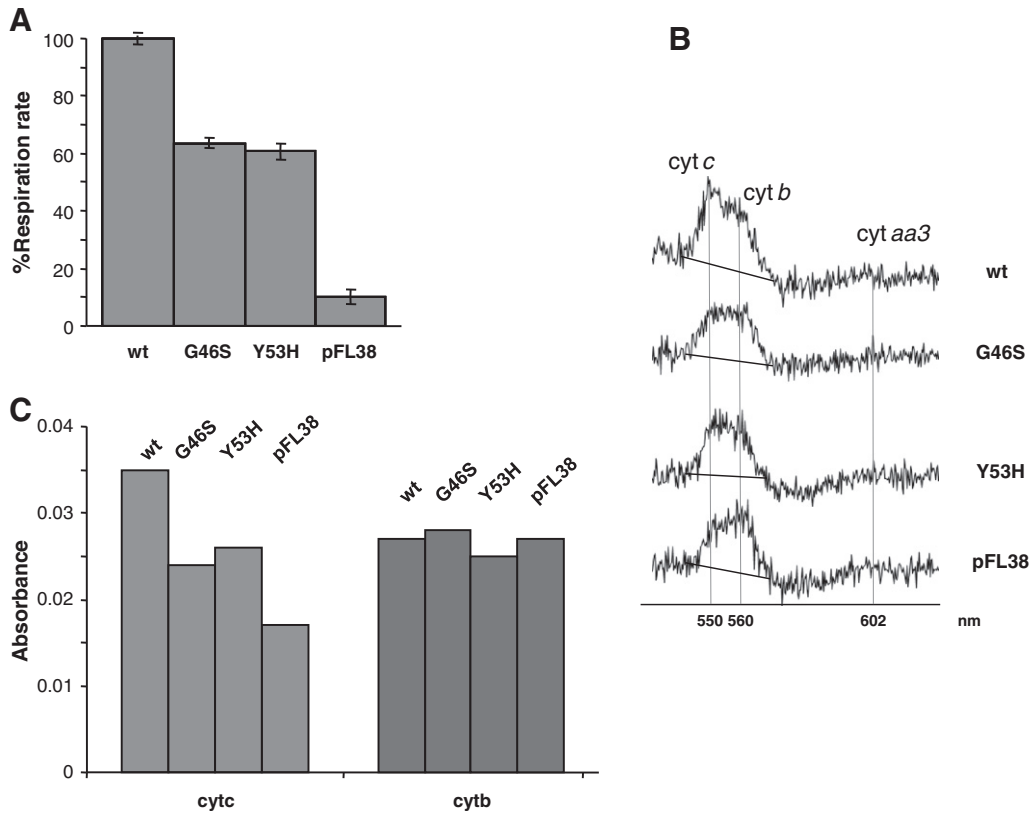 A
%Respiration rate
100
80
60
40
20
0
wt G46S Y53H pFL38
B
cyt c
cyt b
cyt aa3
wt
G46S
Y53H
pFL38
550 560 602 nm
C
Absorbance
0.04
0.03
0.02
0.01
0
wt G46S Y53H pFL38
wt G46S Y53H pFL38
cytc cytb